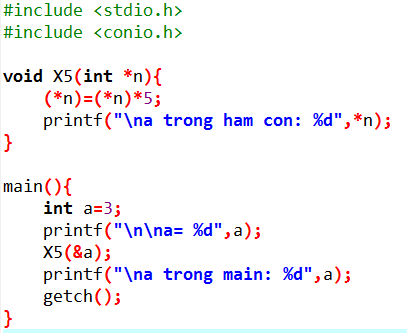 #include <stdio.h>
#include <conio.h>
void X5(int *n){
(*n)=(*n)*5;
printf("\na trong ham con: %d",*n);
}
main(){
int a=3;
printf("\n\na= %d",a);
X5(&a);
printf("\na trong main: %d",a);
getch();
}